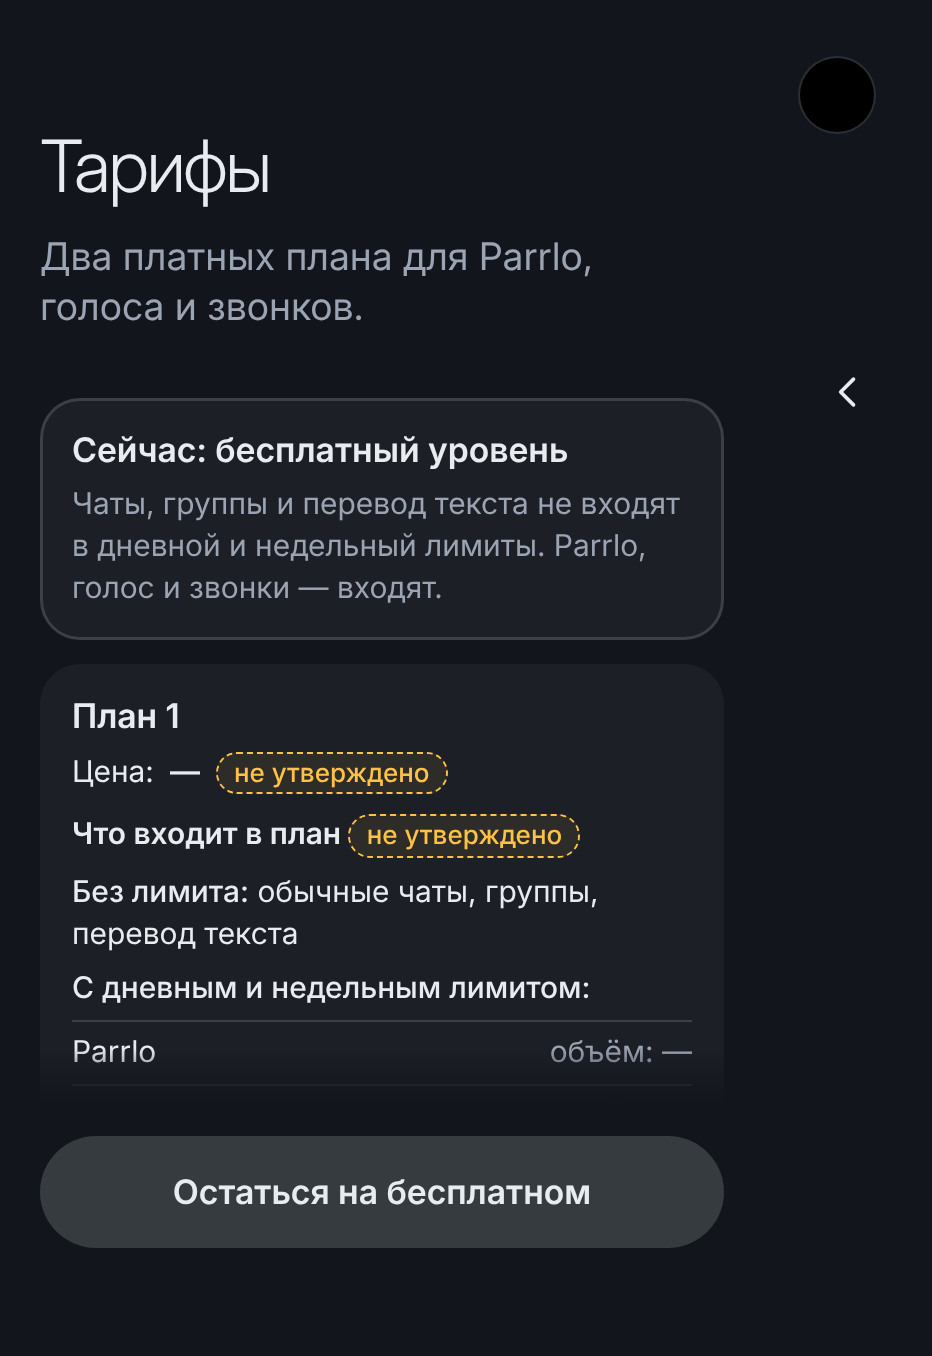 Тарифы
Два платных плана для Parrlo,
голоса и звонков.
Сейчас: бесплатный уровень
Чаты, группы и перевод текста не входят
в дневной и недельный лимиты. Parrlo,
голос и звонки — входят.
План 1
Цена: — не утверждено
Что входит в план не утверждено
Без лимита: обычные чаты, группы,
перевод текста
С дневным и недельным лимитом:
Parrlo объём: —
Остаться на бесплатном